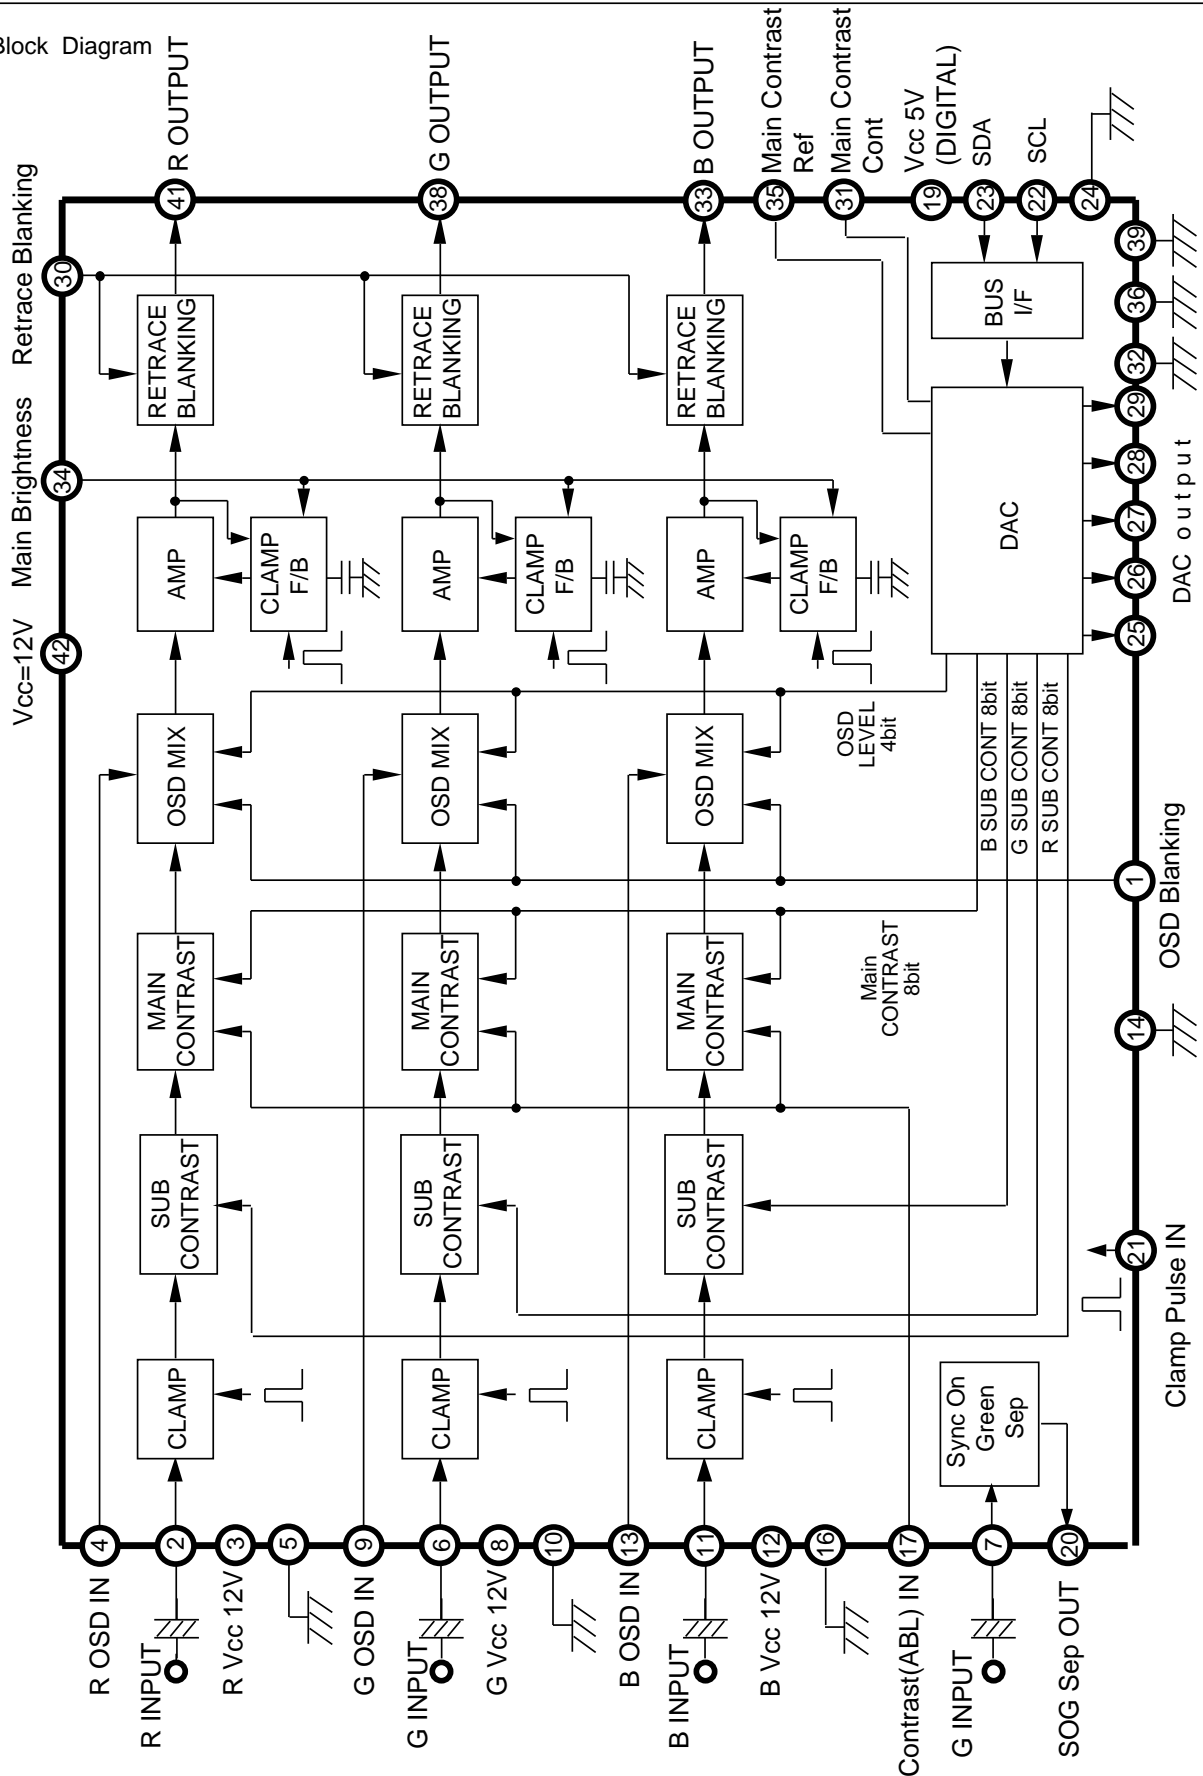 Block Diagram
Vcc=12V
Main Brightness
Retrace Blanking
42
34
30
R OSD IN
4
R INPUT
2
CLAMP
SUB
CONTRAST
MAIN
CONTRAST
OSD MIX
AMP
RETRACE
BLANKING
41
R OUTPUT
R Vcc 12V
3
5
CLAMP
F/B
G OSD IN
9
G INPUT
6
CLAMP
SUB
CONTRAST
MAIN
CONTRAST
OSD MIX
AMP
RETRACE
BLANKING
38
G OUTPUT
G Vcc 12V
8
10
CLAMP
F/B
B OSD IN
13
B INPUT
11
CLAMP
SUB
CONTRAST
MAIN
CONTRAST
OSD MIX
AMP
RETRACE
BLANKING
33
B OUTPUT
B Vcc 12V
12
16
CLAMP
F/B
35
Main Contrast
Ref
31
Main Contrast
Cont
Contrast(ABL) IN
17
Main
CONTRAST
8bit
OSD
LEVEL
4bit
19
Vcc 5V
(DIGITAL)
G INPUT
7
Sync On
Green
Sep
B SUB CONT 8bit
G SUB CONT 8bit
R SUB CONT 8bit
DAC
BUS
I/F
23
SDA
22
SCL
SOG Sep OUT
20
24
21
14
1
25
26
27
28
29
32
36
39
Clamp Pulse IN
OSD Blanking
DAC output